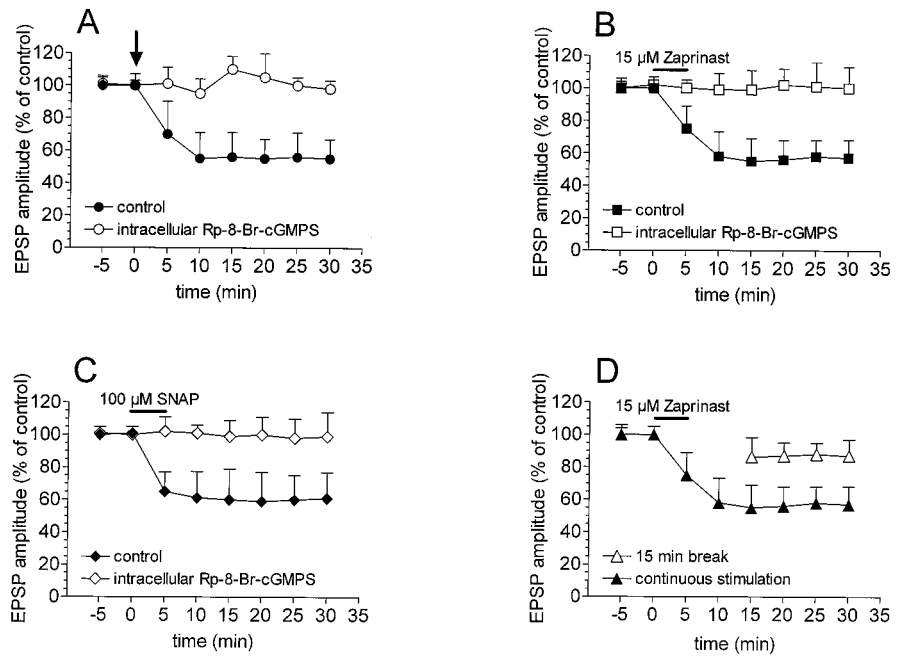 A
EPSP amplitude (% of control)
120
100
80
60
40
20
0
control
intracellular Rp-8-Br-cGMPS
-5 0 5 10 15 20 25 30 35
time (min)
B
EPSP amplitude (% of control)
15 µM Zaprinast
120
100
80
60
40
20
0
control
intracellular Rp-8-Br-cGMPS
-5 0 5 10 15 20 25 30 35
time (min)
C
EPSP amplitude (% of control)
100 µM SNAP
120
100
80
60
40
20
0
control
intracellular Rp-8-Br-cGMPS
-5 0 5 10 15 20 25 30 35
time (min)
D
EPSP amplitude (% of control)
15 µM Zaprinast
120
100
80
60
40
20
0
15 min break
continuous stimulation
-5 0 5 10 15 20 25 30 35
time (min)